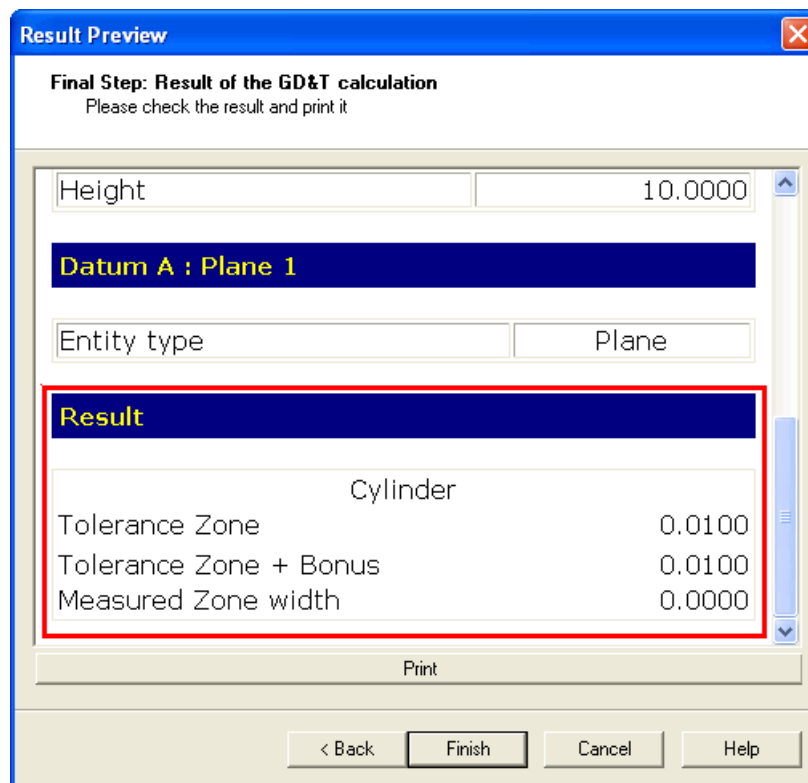 Result Preview
Final Step: Result of the GD&T calculation
Please check the result and print it
Height 10.0000
Datum A : Plane 1
Entity type Plane
Result
Cylinder
Tolerance Zone 0.0100
Tolerance Zone + Bonus 0.0100
Measured Zone width 0.0000
Print
< Back Finish Cancel Help